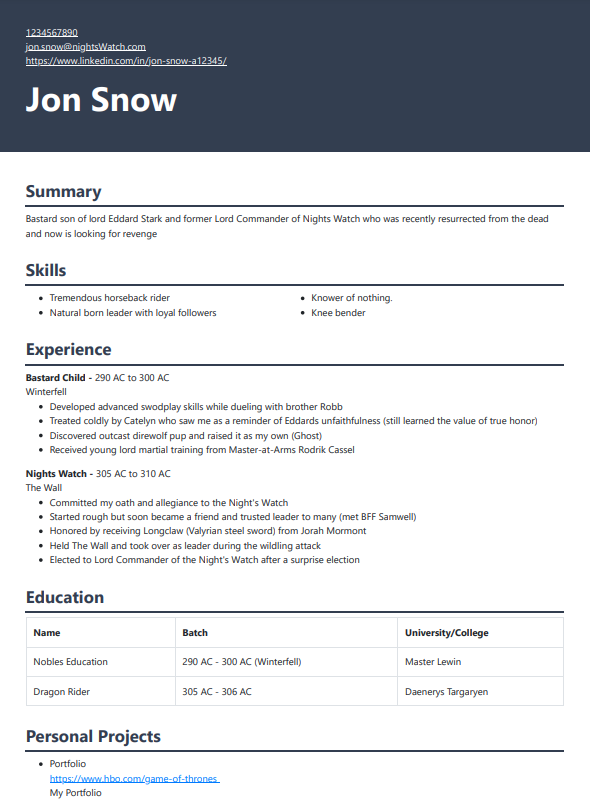 1234567890
jon.snow@nightsWatch.com
https://www.linkedin.com/in/jon-snow-a12345/
Jon Snow
Summary
Bastard son of lord Eddard Stark and former Lord Commander of Nights Watch who was recently resurrected from the dead
and now is looking for revenge
Skills
• Tremendous horseback rider
• Natural born leader with loyal followers
• Knower of nothing.
• Knee bender
Experience
Bastard Child - 290 AC to 300 AC
Winterfell
• Developed advanced swodplay skills while dueling with brother Robb
• Treated coldly by Catelyn who saw me as a reminder of Eddards unfaithfulness (still learned the value of true honor)
• Discovered outcast direwolf pup and raised it as my own (Ghost)
• Received young lord martial training from Master-at-Arms Rodrik Cassel
Nights Watch - 305 AC to 310 AC
The Wall
• Committed my oath and allegiance to the Night's Watch
• Started rough but soon became a friend and trusted leader to many (met BFF Samwell)
• Honored by receiving Longclaw (Valyrian steel sword) from Jorah Mormont
• Held The Wall and took over as leader during the wildling attack
• Elected to Lord Commander of the Night's Watch after a surprise election
Education
Name Batch University/College
Nobles Education 290 AC - 300 AC (Winterfell) Master Lewin
Dragon Rider 305 AC - 306 AC Daenerys Targaryen
Personal Projects
• Portfolio
https://www.hbo.com/game-of-thrones
My Portfolio